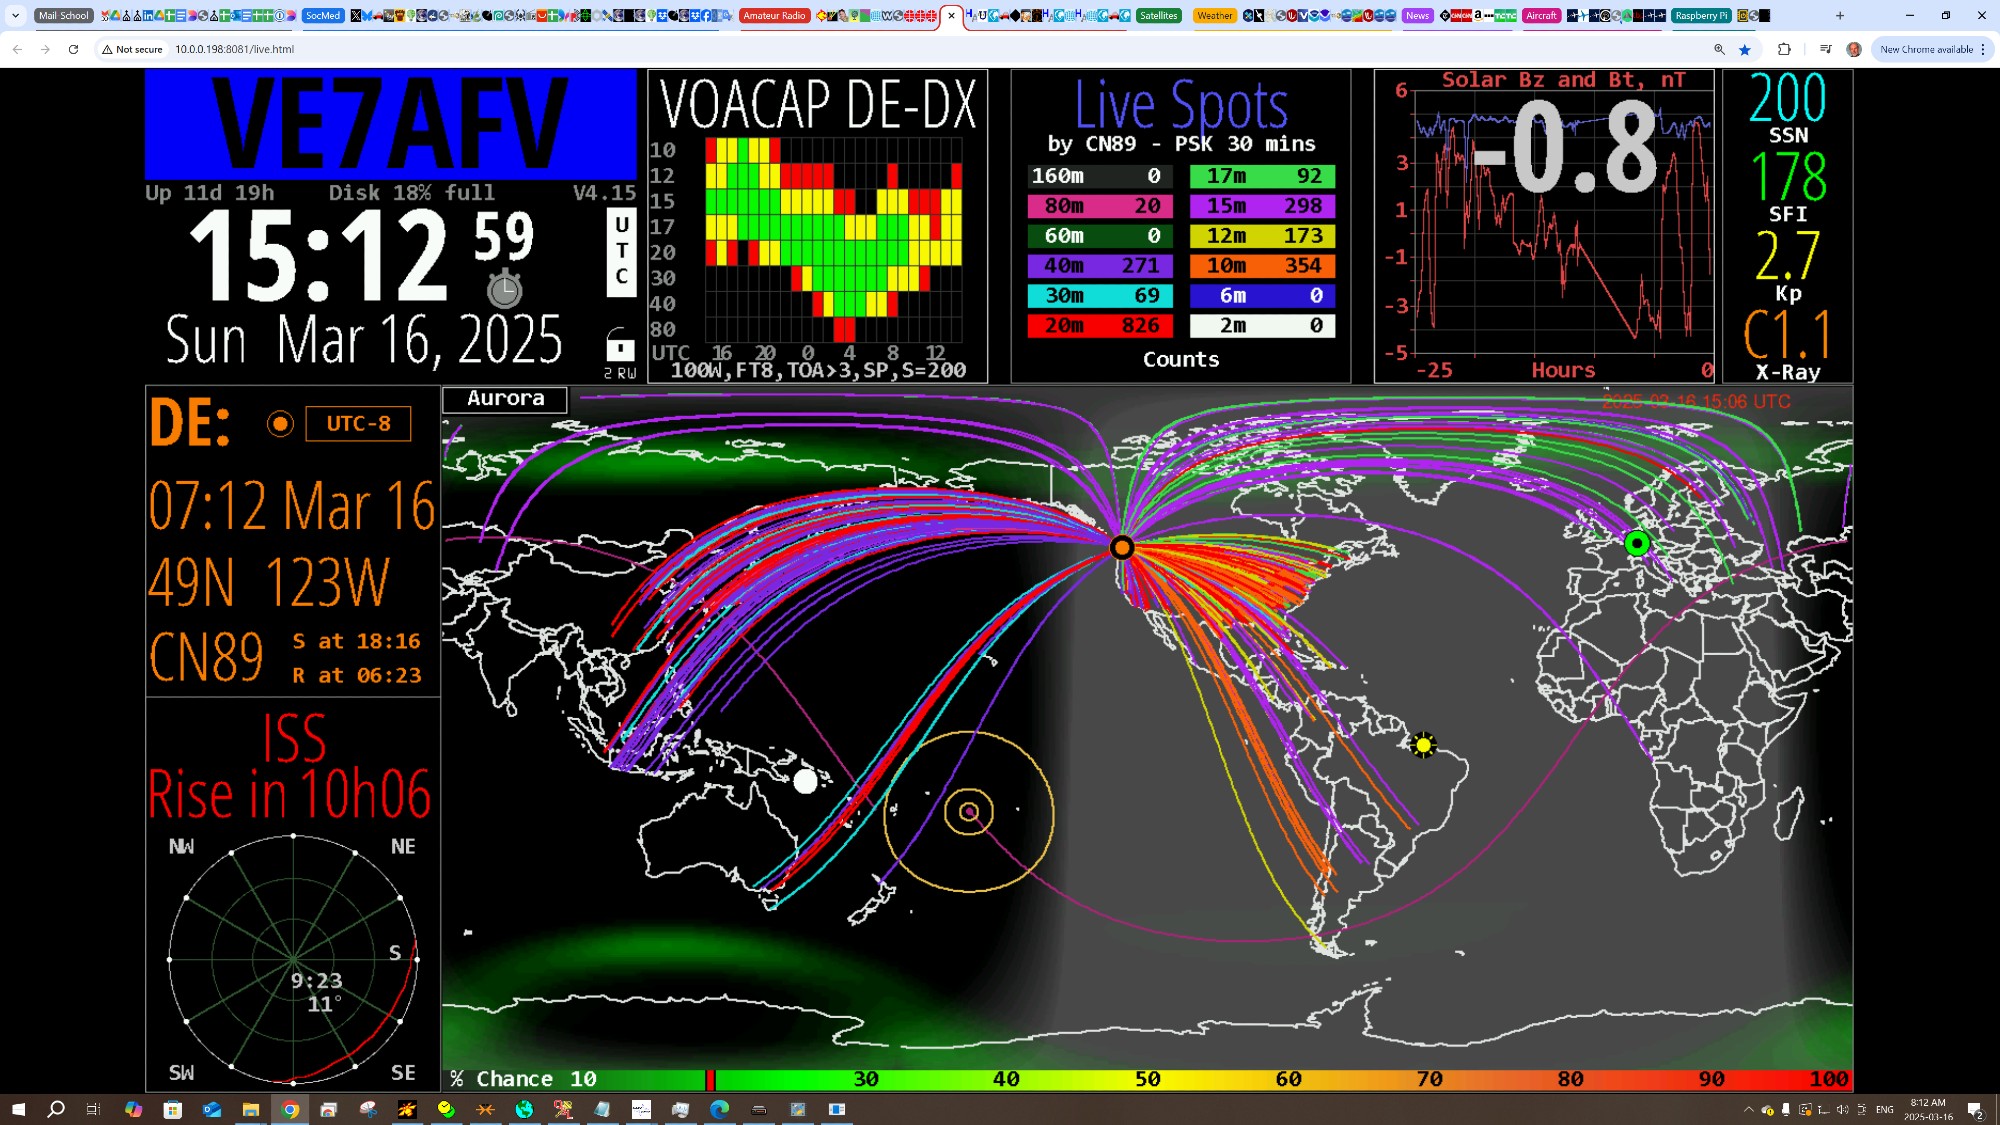 Mail School
SocMed
Amateur Radio
Satellites
Weather
News
Aircraft
Raspberry Pi
Not secure
10.0.0.198:8081/live.html
New Chrome available
VE7AFV
Up 11d 19h Disk 18% full V4.15
15:12 59
UTC
Sun Mar 16, 2025
2 RW
VOACAP DE-DX
10
12
15
17
20
30
40
80
UTC 16 20 0 4 8 12
100W,FT8,TOA>3,SP,S=200
Live Spots
by CN89 - PSK 30 mins
160m 0 17m 92
80m 20 15m 298
60m 0 12m 173
40m 271 10m 354
30m 69 6m 0
20m 826 2m 0
Counts
Solar Bz and Bt, nT
-0.8
6
3
1
-1
-3
-5
-25 Hours 0
200
SSN
178
SFI
2.7
Kp
C1.1
X-Ray
DE:
UTC-8
07:12 Mar 16
49N 123W
CN89
S at 18:16
R at 06:23
ISS
Rise in 10h06
NW NE
S
9:23
11°
SW SE
Aurora
2025-03-16 15:06 UTC
% Chance 10 30 40 50 60 70 80 90 100
ENG
8:12 AM
2025-03-16
2